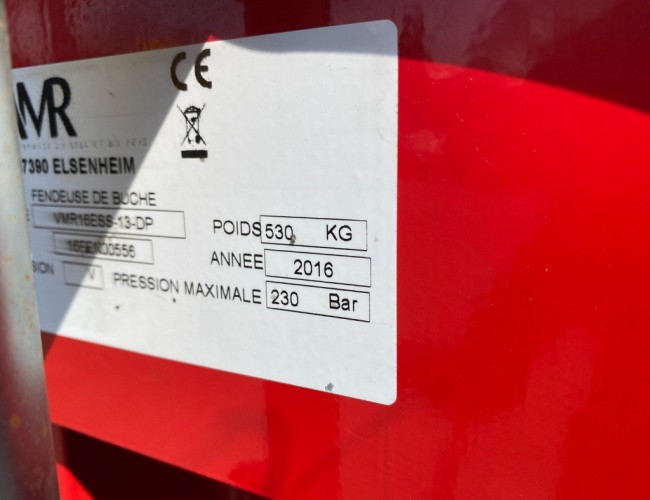 VMR
7390 ELSENHEIM
FENDEUSE DE BUCHE
VMR16ESS-13-DP
POIDS 530 KG
ANNEE 2016
PRESSION MAXIMALE 230 Bar
V
CE